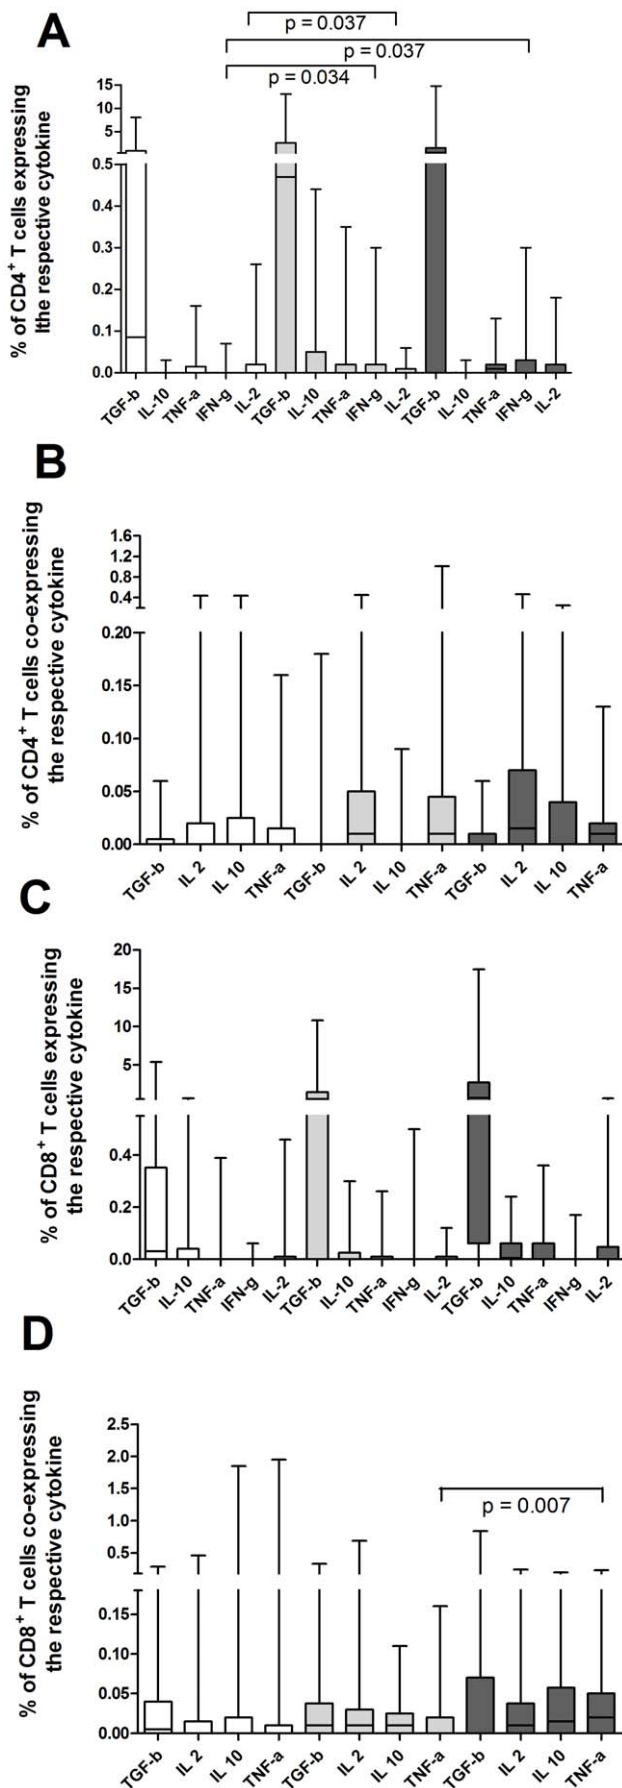 A
p = 0.037
p = 0.037
p = 0.034
% of CD4+ T cells expressing
lthe respective cytokine
15
10
5
0.5
0.4
0.3
0.2
0.1
0.0
TGF-b IL-10 TNF-a IFN-g IL-2 TGF-b IL-10 TNF-a IFN-g IL-2 TGF-b IL-10 TNF-a IFN-g IL-2
B
% of CD4+ T cells co-expressing
the respective cytokine
1.6
1.2
0.8
0.4
0.20
0.15
0.10
0.05
0.00
TGF-b IL 2 IL 10 TNF-a TGF-b IL 2 IL 10 TNF-a TGF-b IL 2 IL 10 TNF-a
C
% of CD8+ T cells expressing
the respective cytokine
20
15
10
5
0.4
0.2
0.0
TGF-b IL-10 TNF-a IFN-g IL-2 TGF-b IL-10 TNF-a IFN-g IL-2 TGF-b IL-10 TNF-a IFN-g IL-2
D
% of CD8+ T cells co-expressing
the respective cytokine
2.5
2.0
1.5
1.0
0.5
0.15
0.10
0.05
0.00
p = 0.007
TGF-b IL 2 IL 10 TNF-a TGF-b IL 2 IL 10 TNF-a TGF-b IL 2 IL 10 TNF-a